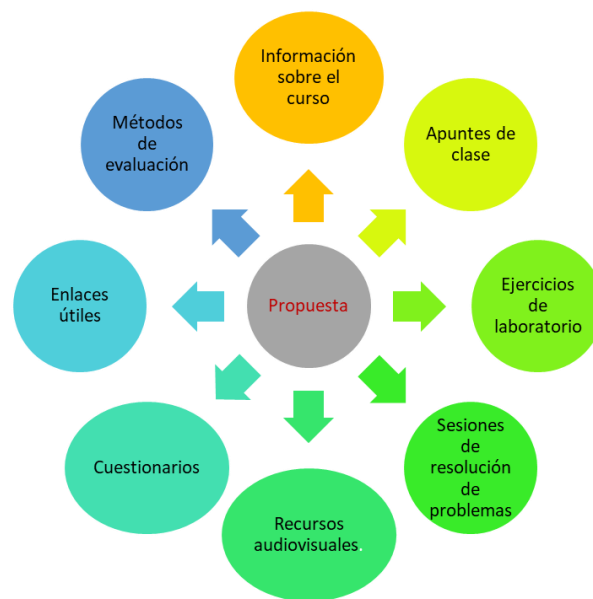 Información
sobre el
curso
Apuntes de
clase
Ejercicios
de
laboratorio
Sesiones
de
resolución
de
problemas
Recursos
audiovisuales.
Cuestionarios
Enlaces
útiles
Métodos
de
evaluación
Propuesta